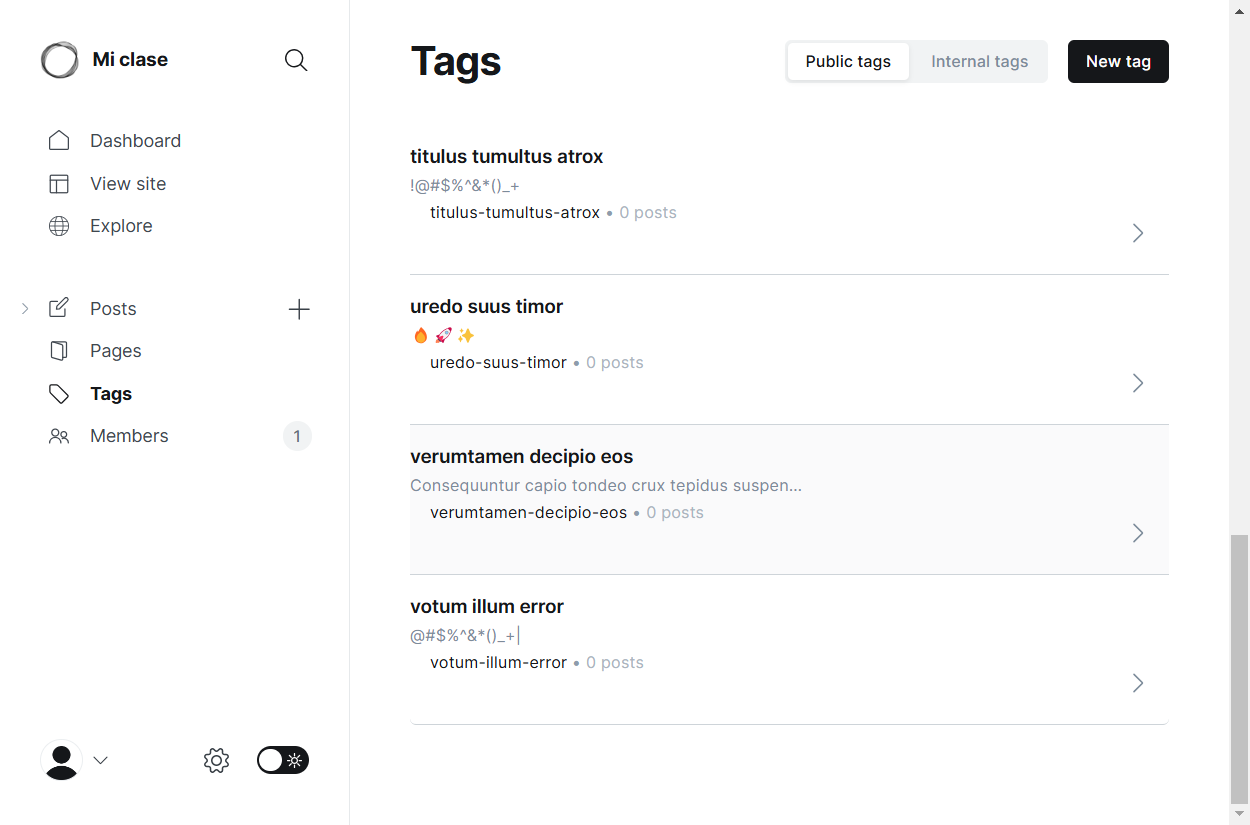 Mi clase
Dashboard
View site
Explore
Posts
Pages
Tags
Members
1
Tags
Public tags
Internal tags
New tag
titulus tumultus atrox
!@#$%^&*()_+
titulus-tumultus-atrox • 0 posts
uredo suus timor
🔥🚀✨
uredo-suus-timor • 0 posts
verumtamen decipio eos
Consequuntur capio tondeo crux tepidus suspen...
verumtamen-decipio-eos • 0 posts
votum illum error
@#$%^&*()_+|
votum-illum-error • 0 posts